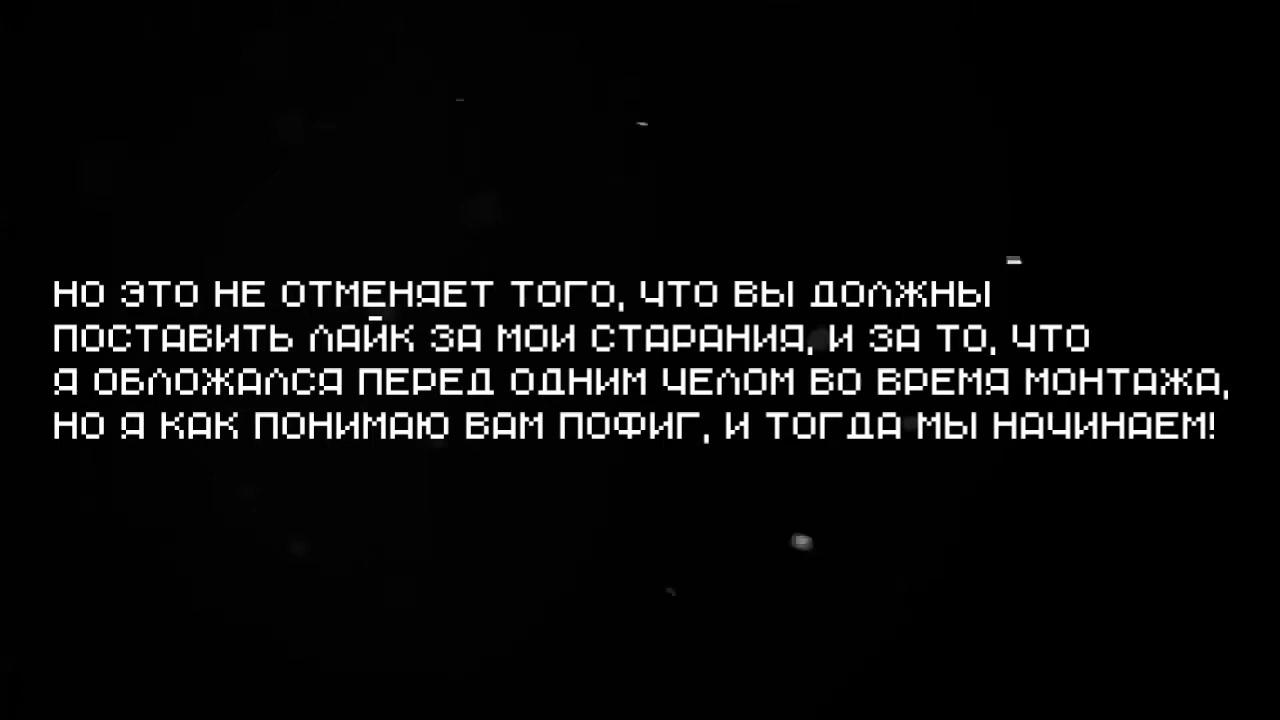 НО ЭТО НЕ ОТМЕНЯЕТ ТОГО, ЧТО ВЫ ДОЛЖНЫ
ПОСТАВИТЬ ЛАЙК ЗА МОИ СТАРАНИЯ, И ЗА ТО, ЧТО
Я ОБЛОЖАЛСЯ ПЕРЕД ОДНИМ ЧЕЛОМ ВО ВРЕМЯ МОНТАЖА,
НО Я КАК ПОНИМАЮ ВАМ ПОФИГ, И ТОГДА МЫ НАЧИНАЕМ!